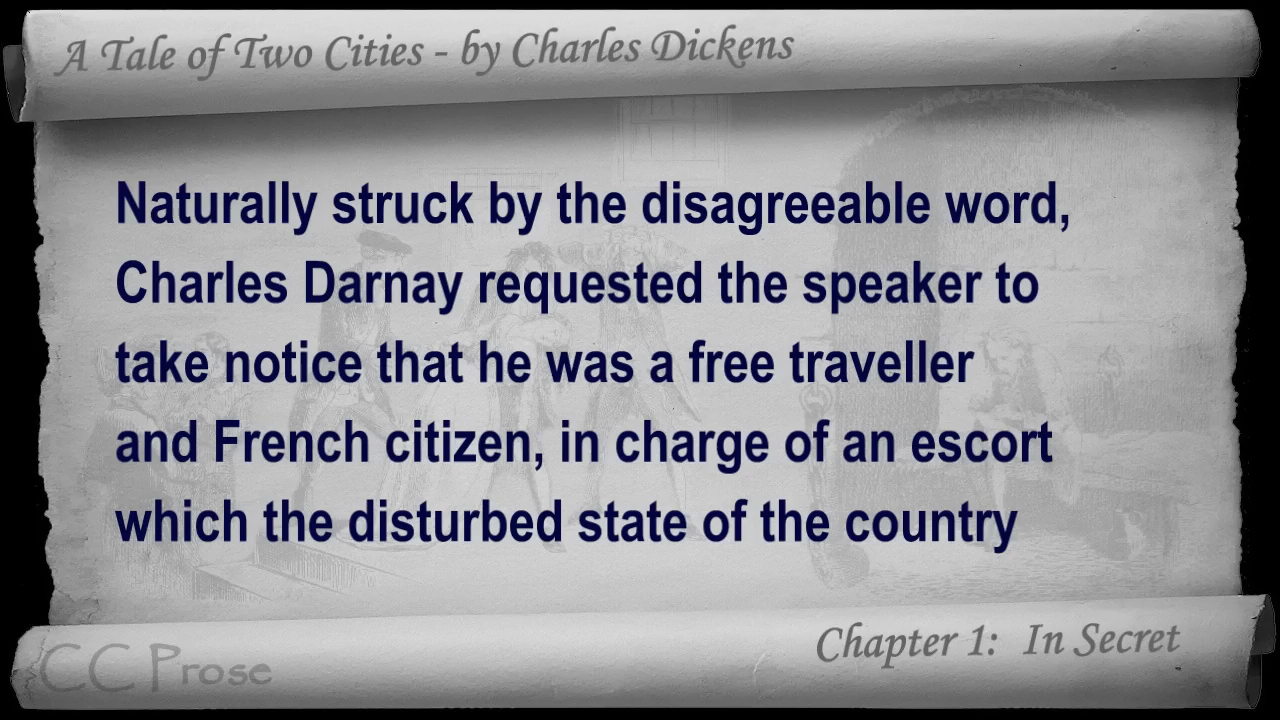 A Tale of Two Cities - by Charles Dickens
Naturally struck by the disagreeable word,
Charles Darnay requested the speaker to
take notice that he was a free traveller
and French citizen, in charge of an escort
which the disturbed state of the country
Chapter 1: In Secret
CC Prose